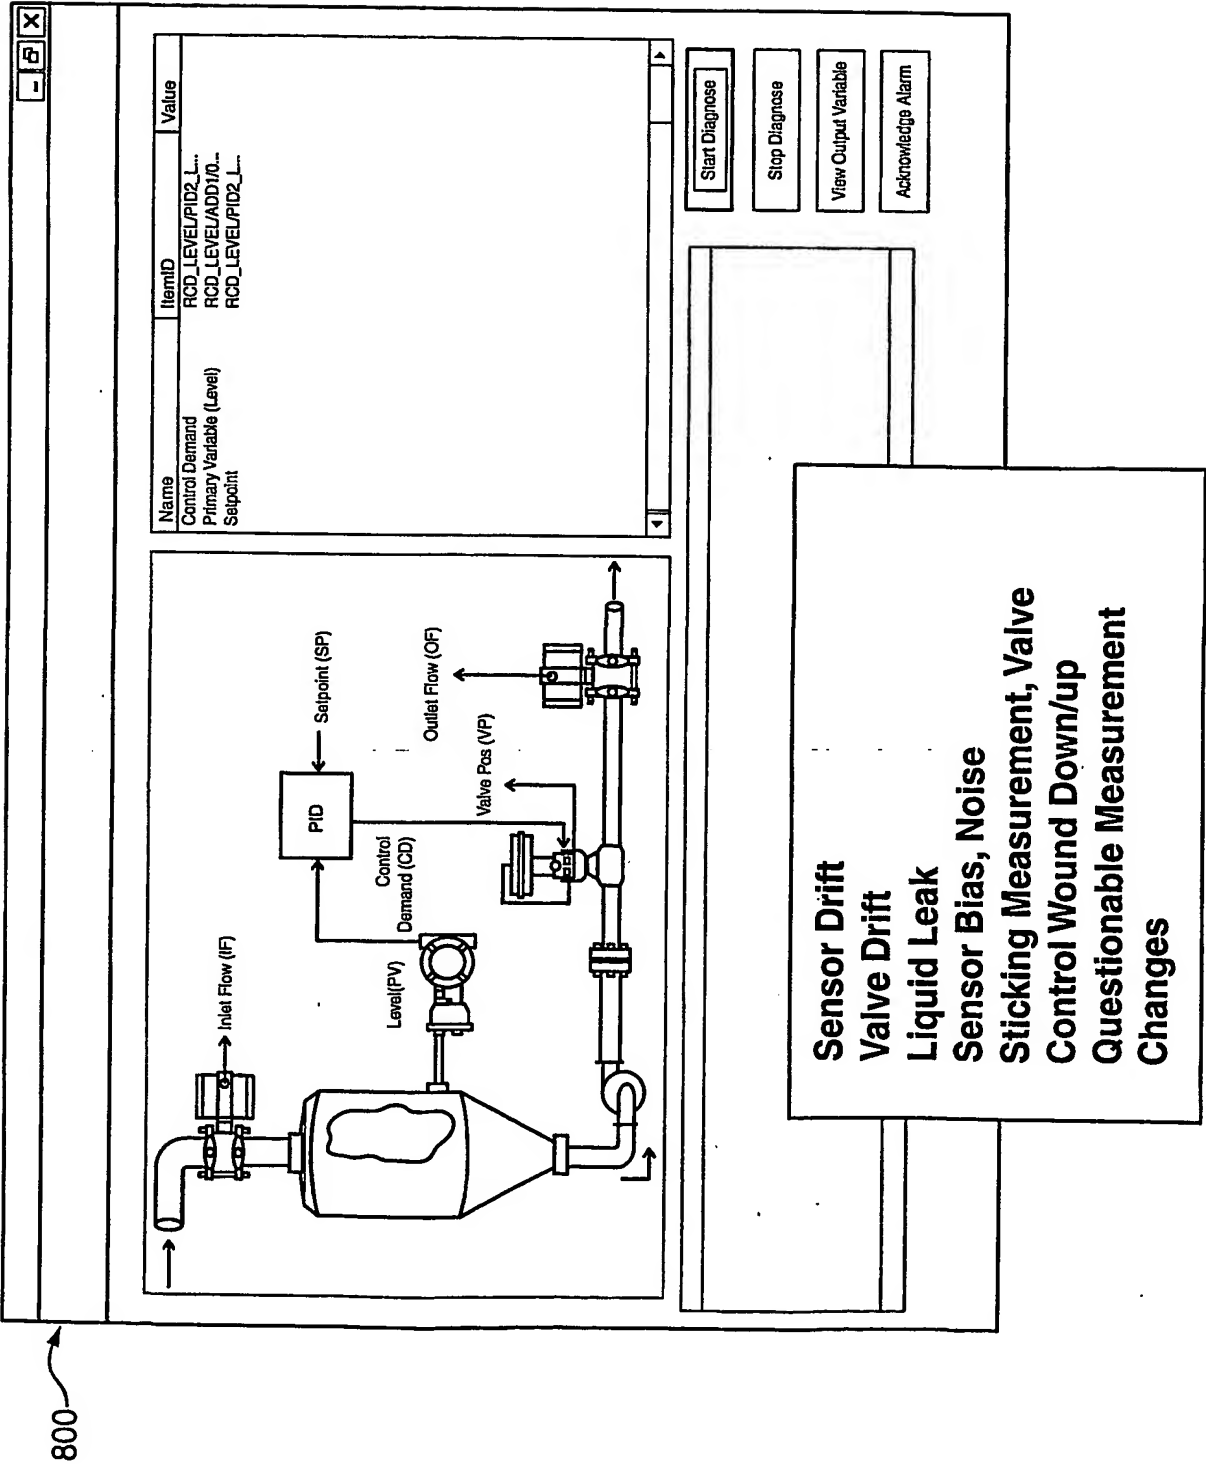 800
Inlet Flow (IF)
Level(PV)
Control
Demand (CD)
PID
Setpoint (SP)
Valve Pos (VP)
Outlet Flow (OF)
Name ItemID Value
Control Demand RCD_LEVEL/PID2_L...
Primary Variable (Level) RCD_LEVEL/ADD1/0...
Setpoint RCD_LEVEL/PID2_L...
Start Diagnose
Stop Diagnose
View Output Variable
Acknowledge Alarm
Sensor Drift
Valve Drift
Liquid Leak
Sensor Bias, Noise
Sticking Measurement, Valve
Control Wound Down/up
Questionable Measurement
Changes